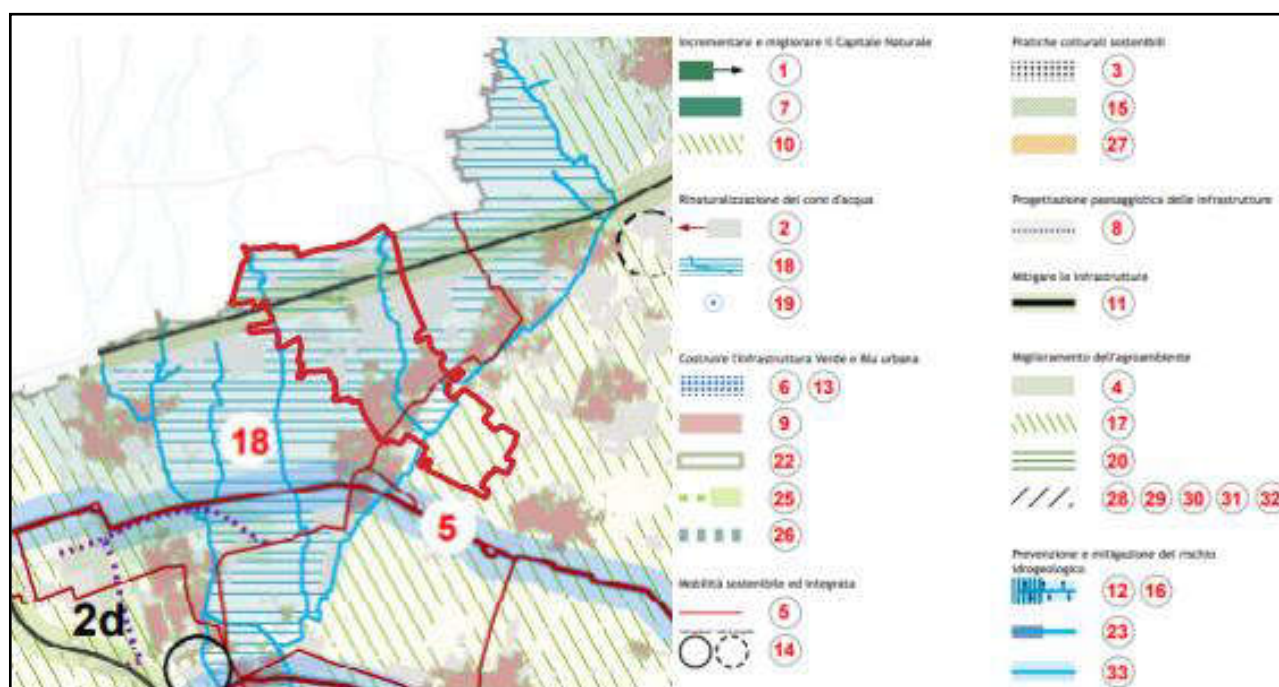 18
5
2d
Incrementare e migliorare il Capitale Naturale
1
7
10
Rinaturalizzazione dei corsi d'acqua
2
18
19
Costruire l'Infrastruttura Verde e Blu urbana
6 13
9
22
25
26
Mobilità sostenibile ed integrata
5
14
Pratiche colturali sostenibili
3
15
27
Progettazione paesaggistica delle infrastrutture
8
Mitigare le infrastrutture
11
Miglioramento dell'agroambiente
4
17
20
28 29 30 31 32
Prevenzione e mitigazione del rischio
idrogeologico
12 16
23
33